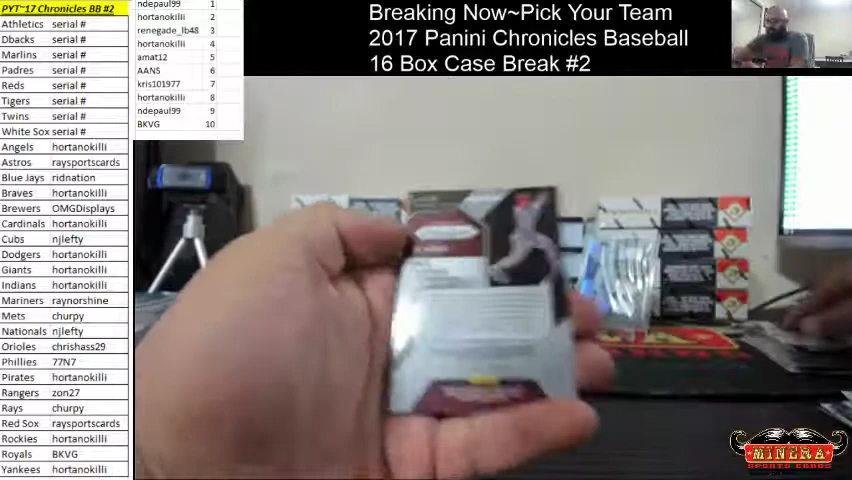 PYT~17 Chronicles BB #2
Athletics serial #
Dbacks serial #
Marlins serial #
Padres serial #
Reds serial #
Tigers serial #
Twins serial #
White Sox serial #
Angels hortanokilli
Astros raysportscards
Blue Jays ridnation
Braves hortanokilli
Brewers OMGDisplays
Cardinals hortanokilli
Cubs njlefty
Dodgers hortanokilli
Giants hortanokilli
Indians hortanokilli
Mariners raynorshine
Mets churpy
Nationals njlefty
Orioles chrishass29
Phillies 77N7
Pirates hortanokilli
Rangers zon27
Rays churpy
Red Sox raysportscards
Rockies hortanokilli
Royals BKVG
Yankees hortanokilli
ndepaul99 1
hortanokilli 2
renegade_lb48 3
hortanokilli 4
amat12 5
AANS 6
kris101977 7
hortanokilli 8
ndepaul99 9
BKVG 10
Breaking Now~Pick Your Team
2017 Panini Chronicles Baseball
16 Box Case Break #2
MINERA
SPORTS CARDS